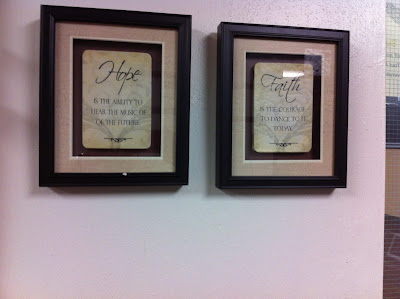 Hope
IS THE ABILITY TO
HEAR THE MUSIC OF
OF THE FUTURE
Faith
IS THE COURAGE
TO DANCE TO IT
TODAY